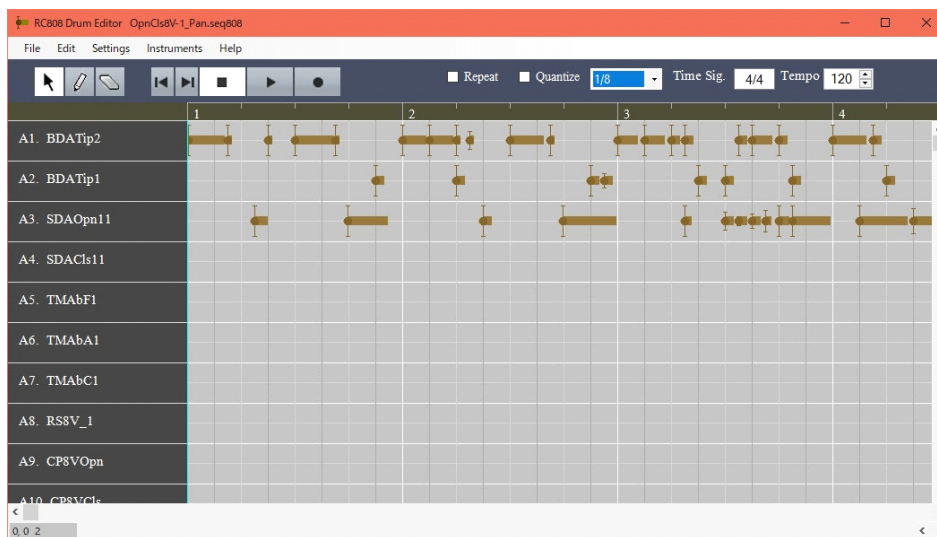 RC808 Drum Editor OpnCls8V-1_Pan.seq808
File Edit Settings Instruments Help
Repeat Quantize 1/8 Time Sig. 4/4 Tempo 120
1 2 3 4
A1. BDATip2
A2. BDATip1
A3. SDAOpn11
A4. SDACls11
A5. TMAbF1
A6. TMAbA1
A7. TMAbC1
A8. RS8V_1
A9. CP8VOpn
A10. CP8VCls
0, 0 2